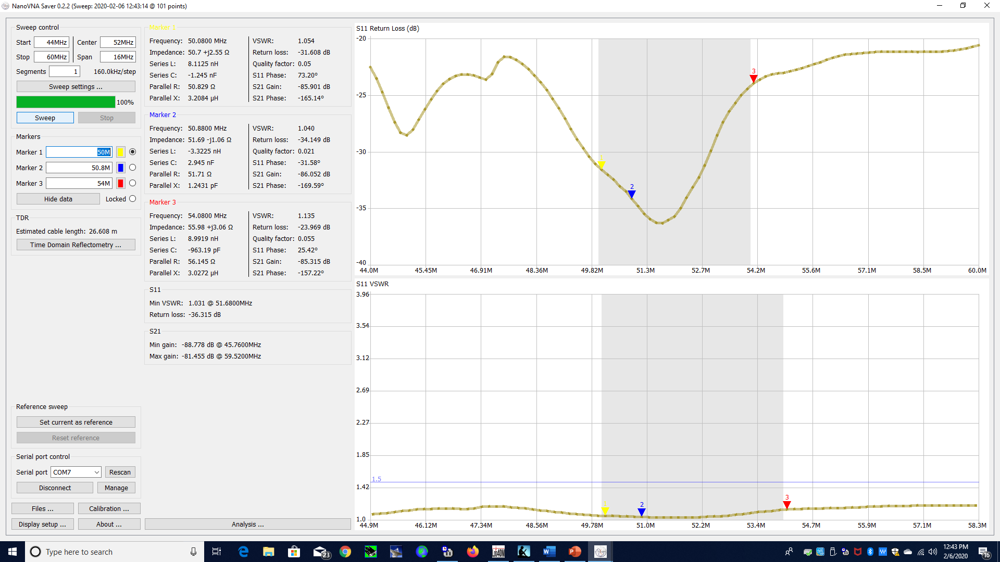 NanoVNA Saver 0.2.2 (Sweep: 2020-02-06 12:43:14 @ 101 points)
Sweep control
Start 44MHz Center 52MHz
Stop 60MHz Span 16MHz
Segments 1 160.0kHz/step
Sweep settings ...
100%
Sweep Stop
Markers
Marker 1 50M
Marker 2 50.8M
Marker 3 54M
Hide data Locked
TDR
Estimated cable length: 26.608 m
Time Domain Reflectometry ...
Reference sweep
Set current as reference
Reset reference
Serial port control
Serial port COM7 Rescan
Disconnect Manage
Files ... Calibration ...
Display setup ... About ...
Marker 1
Frequency: 50.0800 MHz VSWR: 1.054
Impedance: 50.7 +j2.55 Ω Return loss: -31.608 dB
Series L: 8.1125 nH Quality factor: 0.05
Series C: -1.245 nF S11 Phase: 73.20°
Parallel R: 50.829 Ω S21 Gain: -85.901 dB
Parallel X: 3.2084 µH S21 Phase: -165.14°
Marker 2
Frequency: 50.8800 MHz VSWR: 1.040
Impedance: 51.69 -j1.06 Ω Return loss: -34.149 dB
Series L: -3.3225 nH Quality factor: 0.021
Series C: 2.945 nF S11 Phase: -31.58°
Parallel R: 51.71 Ω S21 Gain: -86.052 dB
Parallel X: 1.2431 pF S21 Phase: -169.59°
Marker 3
Frequency: 54.0800 MHz VSWR: 1.135
Impedance: 55.98 +j3.06 Ω Return loss: -23.969 dB
Series L: 8.9919 nH Quality factor: 0.055
Series C: -963.19 pF S11 Phase: 25.42°
Parallel R: 56.145 Ω S21 Gain: -85.315 dB
Parallel X: 3.0272 µH S21 Phase: -157.22°
S11
Min VSWR: 1.031 @ 51.6800MHz
Return loss: -36.315 dB
S21
Min gain: -88.778 dB @ 45.7600MHz
Max gain: -81.455 dB @ 59.5200MHz
Analysis ...
S11 Return Loss (dB)
-20
-25
-30
-35
-40
1
2
3
44.0M 45.45M 46.91M 48.36M 49.82M 51.3M 52.7M 54.2M 55.6M 57.1M 58.5M 60.0M
S11 VSWR
3.96
3.54
3.12
2.69
2.27
1.85
1.5
1.42
1.0
1
2
3
44.9M 46.12M 47.34M 48.56M 49.78M 51.0M 52.2M 53.4M 54.7M 55.9M 57.1M 58.3M
Type here to search
23
12:43 PM
2/6/2020
16